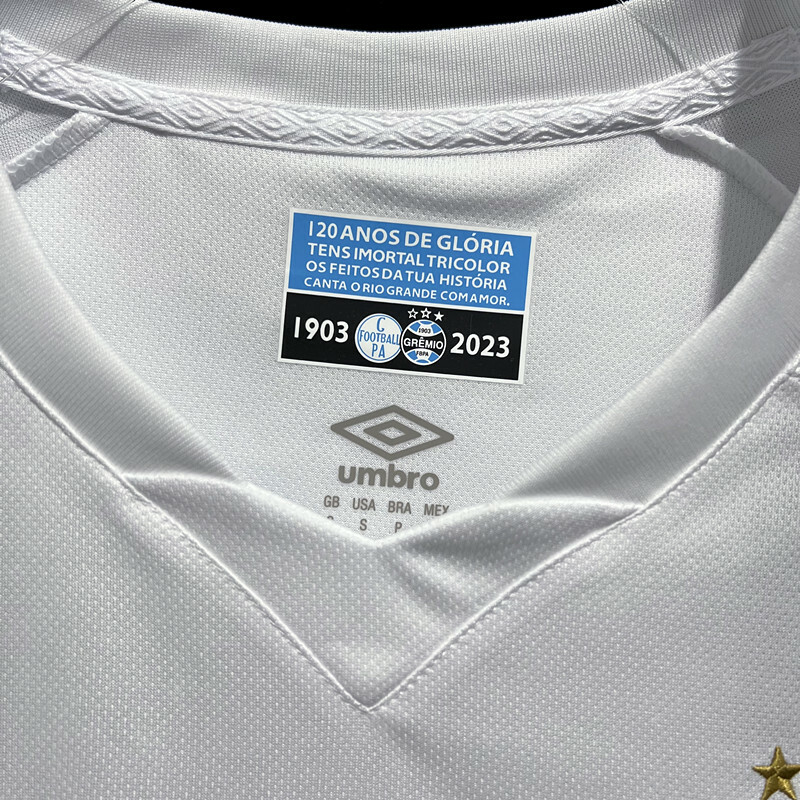 120 ANOS DE GLÓRIA
TENS IMORTAL TRICOLOR
OS FEITOS DA TUA HISTÓRIA
CANTA O RIO GRANDE COM AMOR.
1903
C
FOOTBALL
PA
1903
GRÊMIO
FBPA
2023
umbro
GB USA BRA MEX
S P